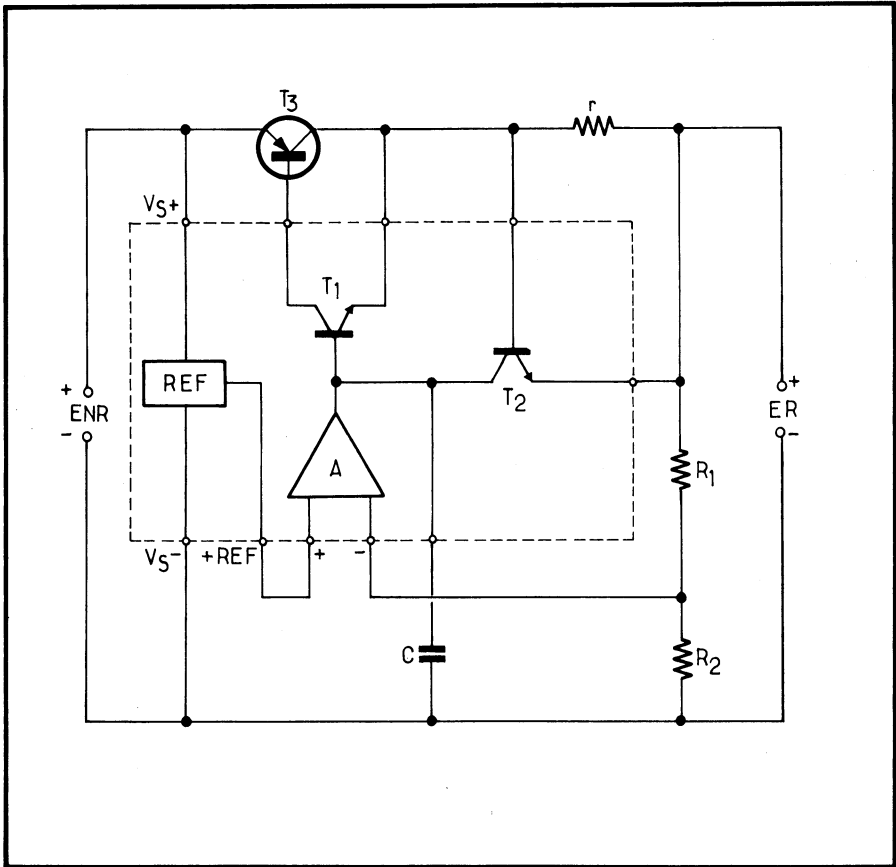 T3
r
VS+
T1
REF
T2
+
ENR
-
+
ER
-
A
R1
VS-
+REF
+
-
C
R2